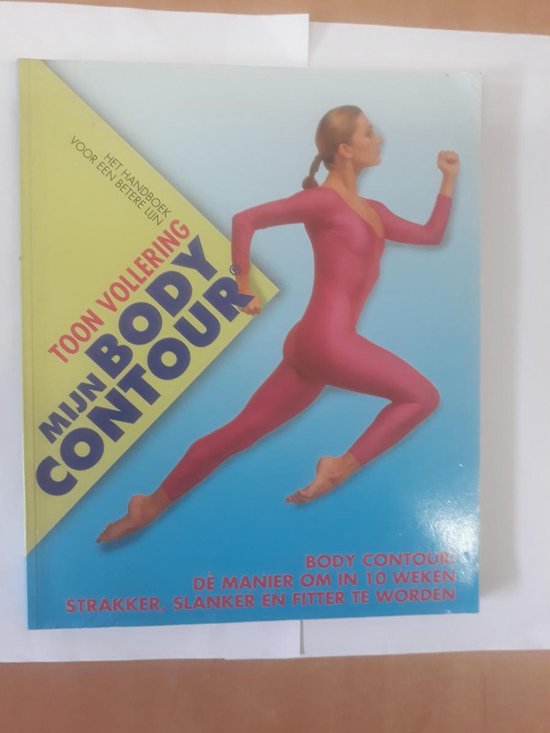 HET HANDBOEK
VOOR EEN BETERE LIJN
TOON VOLLERING
MIJN BODY
CONTOUR®
BODY CONTOUR:
DÉ MANIER OM IN 10 WEKEN
STRAKKER, SLANKER EN FITTER TE WORDEN